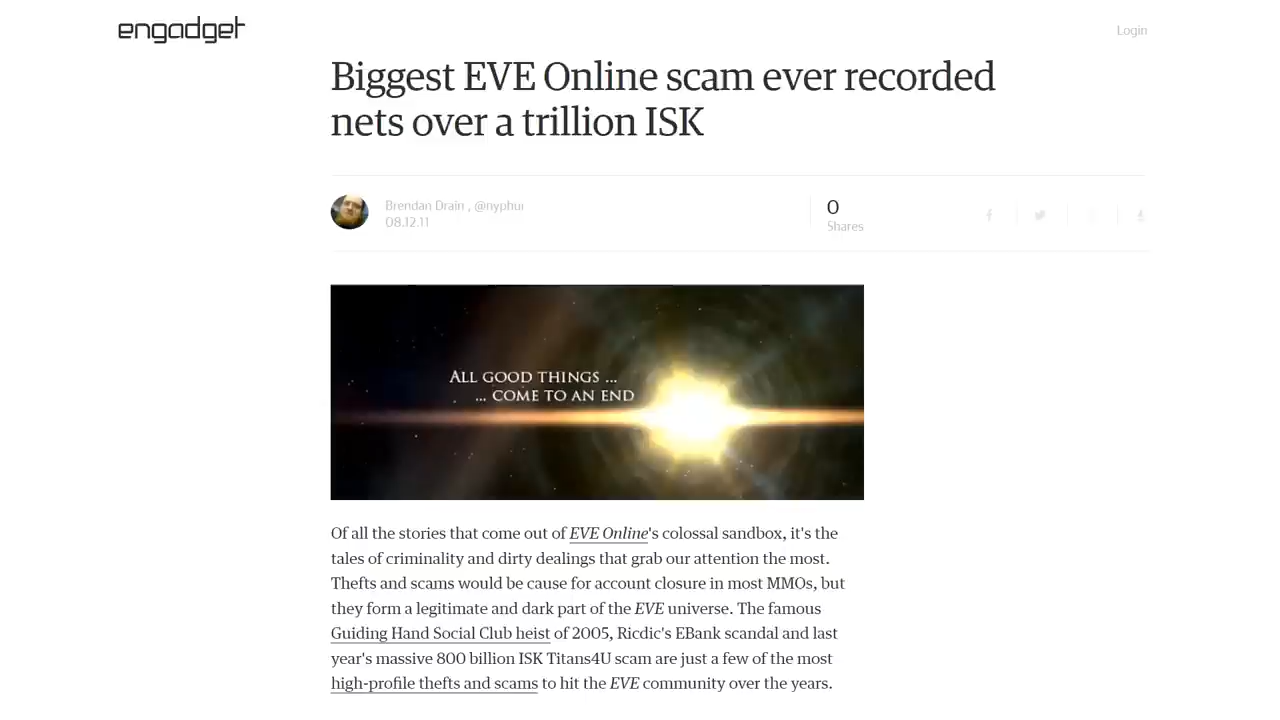 engadget
Login
Biggest EVE Online scam ever recorded
nets over a trillion ISK
Brendan Drain , @nyphur
08.12.11
0
Shares
ALL GOOD THINGS ...
... COME TO AN END
Of all the stories that come out of EVE Online's colossal sandbox, it's the
tales of criminality and dirty dealings that grab our attention the most.
Thefts and scams would be cause for account closure in most MMOs, but
they form a legitimate and dark part of the EVE universe. The famous
Guiding Hand Social Club heist of 2005, Ricdic's EBank scandal and last
year's massive 800 billion ISK Titans4U scam are just a few of the most
high-profile thefts and scams to hit the EVE community over the years.